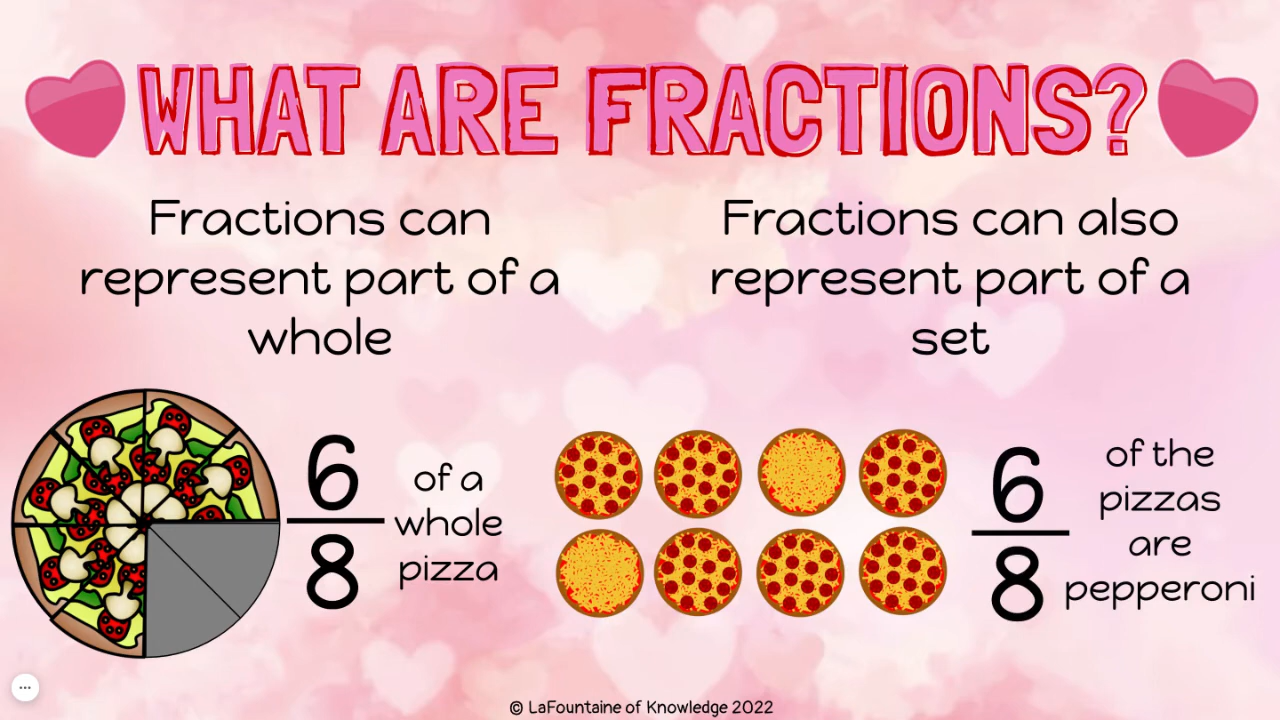 WHAT ARE FRACTIONS?
Fractions can
represent part of a
whole
6
8
of a
whole
pizza
Fractions can also
represent part of a
set
6
8
of the
pizzas
are
pepperoni
© LaFountaine of Knowledge 2022